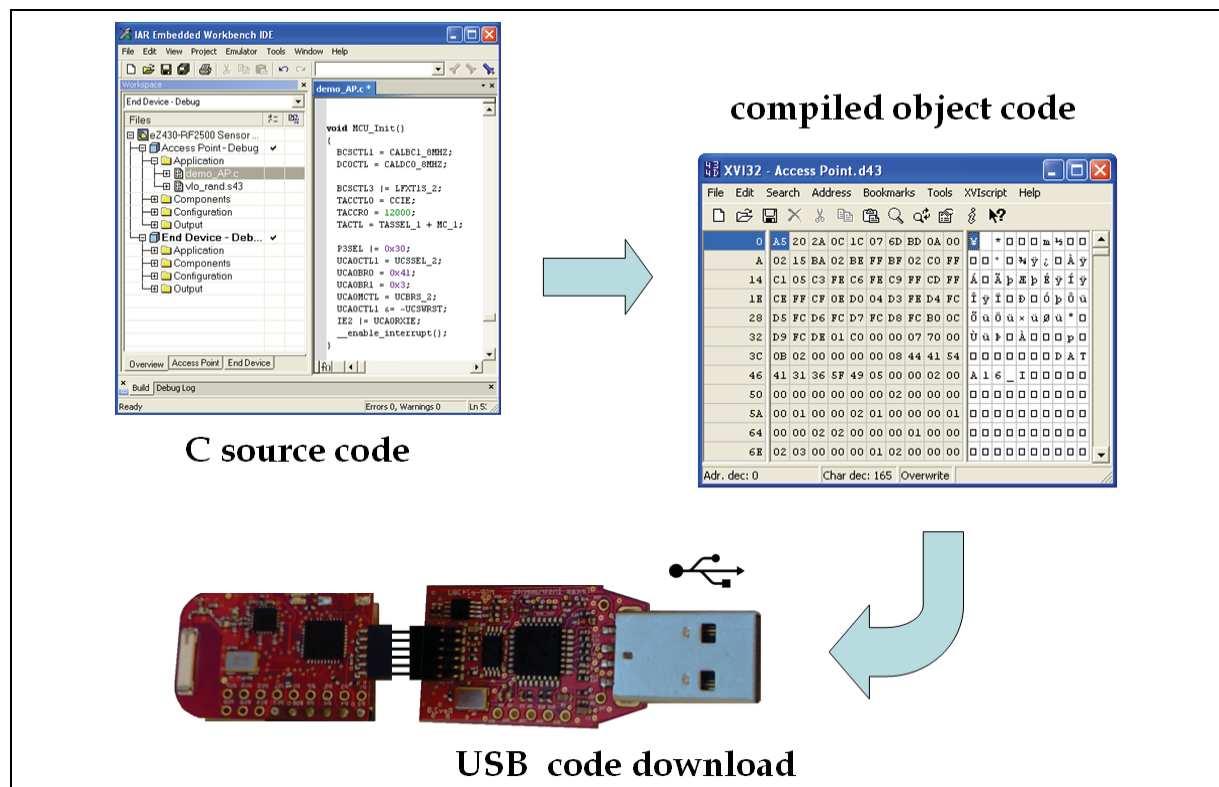 IAR Embedded Workbench IDE
File Edit View Project Emulator Tools Window Help
Workspace
End Device - Debug
Files
eZ430-RF2500 Sensor ...
Access Point - Debug
Application
demo_AP.c
vlo_rand.s43
Components
Configuration
Output
End Device - Deb...
Application
Components
Configuration
Output
Overview Access Point End Device
demo_AP.c *
void MCU_Init()
{
BCSCTL1 = CALBC1_8MHZ;
DCOCTL = CALDCO_8MHZ;
BCSCTL3 |= LFXT1S_2;
TACCTL0 = CCIE;
TACCR0 = 12000;
TACTL = TASSEL_1 + MC_1;
P3SEL |= 0x30;
UCA0CTL1 = UCSSEL_2;
UCA0BR0 = 0x41;
UCA0BR1 = 0x3;
UCA0MCTL = UCBRS_2;
UCA0CTL1 &= ~UCSWRST;
IE2 |= UCA0RXIE;
__enable_interrupt();
}
f()
Build Debug Log
Ready Errors 0, Warnings 0 Ln 5
C source code
compiled object code
XVI32 - Access Point.d43
File Edit Search Address Bookmarks Tools XVIscript Help
0 A5 20 2A 0C 1C 07 6D BD 0A 00 ¥ * m ½
A 02 15 BA 02 BE FF BF 02 C0 FF º ¾ ÿ ¿ À ÿ
14 C1 05 C3 FE C6 FE C9 FF CD FF Á Ã þ Æ þ É ÿ Í ÿ
1E CE FF CF 0E D0 04 D3 FE D4 FC Î ÿ Ï Ð Ó þ Ô ü
28 D5 FC D6 FC D7 FC D8 FC B0 0C Õ ü Ö ü × ü Ø ü °
32 D9 FC DE 01 C0 00 00 07 70 00 Ù ü Þ À p
3C 0B 02 00 00 00 00 08 44 41 54 D A T
46 41 31 36 5F 49 05 00 00 02 00 A 1 6 _ I
50 00 00 00 00 00 00 02 00 00 00
5A 00 01 00 00 02 01 00 00 00 01
64 00 00 02 02 00 00 00 01 00 00
6E 02 03 00 00 00 01 02 00 00 00
Adr. dec: 0 Char dec: 165 Overwrite
USB code download